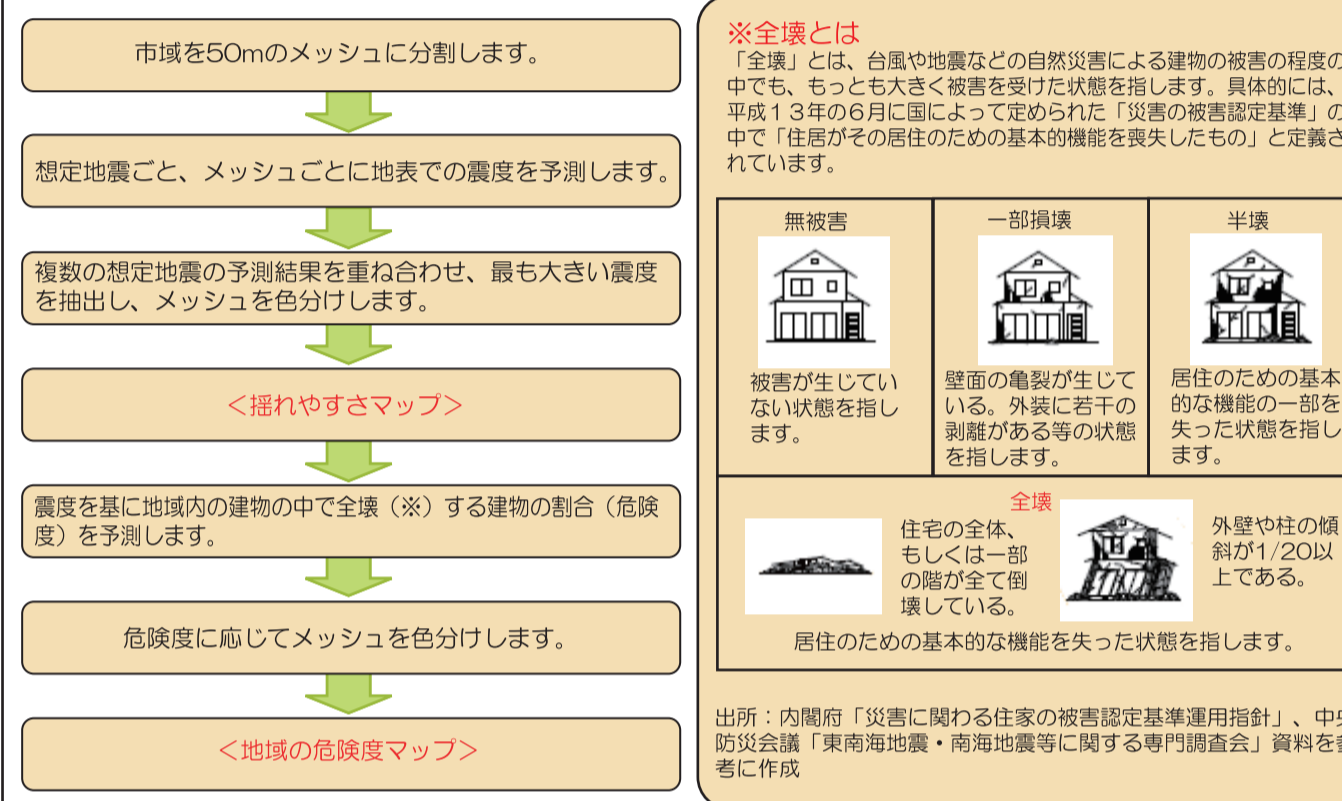 市域を50mのメッシュに分割します。
想定地震ごと、メッシュごとに地表での震度を予測します。
複数の想定地震の予測結果を重ね合わせ、最も大きい震度
を抽出し、メッシュを色分けします。
＜揺れやすさマップ＞
震度を基に地域内の建物の中で全壊（※）する建物の割合（危険
度）を予測します。
危険度に応じてメッシュを色分けします。
＜地域の危険度マップ＞
※全壊とは
「全壊」とは、台風や地震などの自然災害による建物の被害の程度の
中でも、もっとも大きく被害を受けた状態を指します。具体的には、
平成１３年の６月に国によって定められた「災害の被害認定基準」の
中で「住居がその居住のための基本的機能を喪失したもの」と定義さ
れています。
無被害
被害が生じてい
ない状態を指し
ます。
一部損壊
壁面の亀裂が生じて
いる。外装に若干の
剥離がある等の状態
を指します。
半壊
居住のための基本
的な機能の一部を
失った状態を指し
ます。
全壊
住宅の全体、
もしくは一部
の階が全て倒
壊している。
外壁や柱の傾
斜が1/20以
上である。
居住のための基本的な機能を失った状態を指します。
出所：内閣府「災害に関わる住家の被害認定基準運用指針」、中央
防災会議「東南海地震・南海地震等に関する専門調査会」資料を参
考に作成